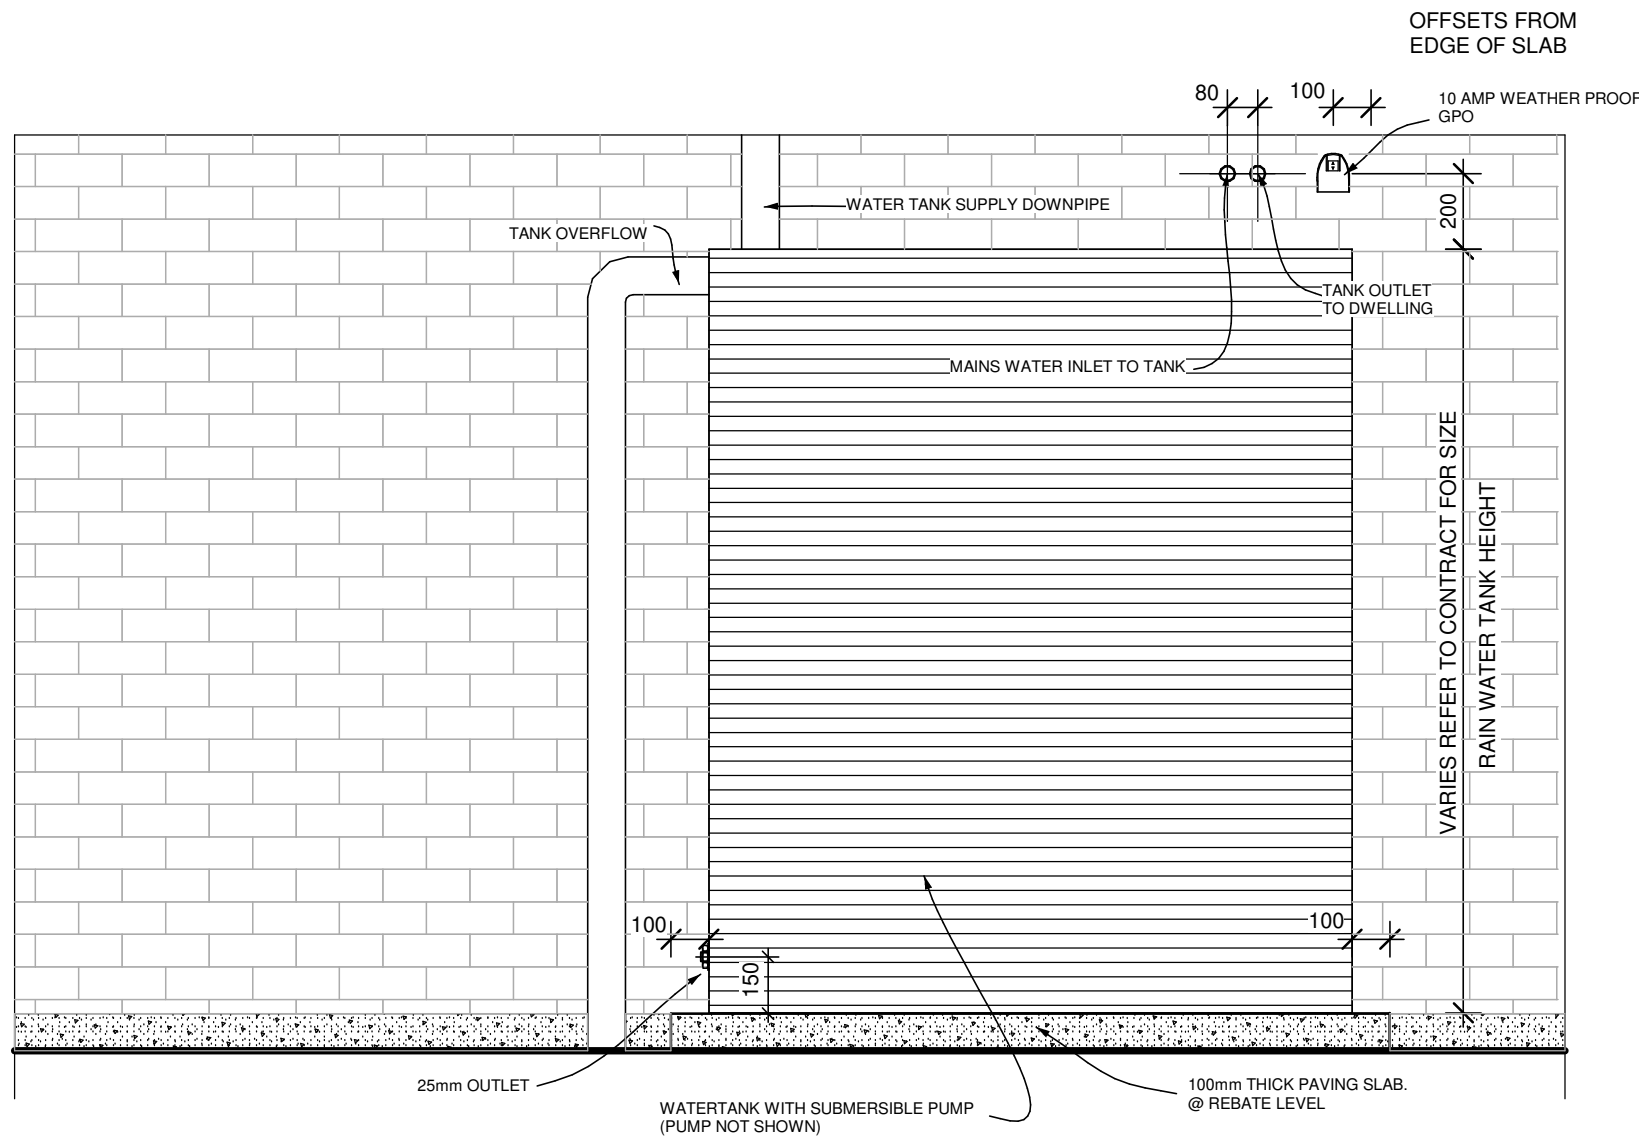 OFFSETS FROM
EDGE OF SLAB
80
100
10 AMP WEATHER PROOF
GPO
WATER TANK SUPPLY DOWNPIPE
200
TANK OVERFLOW
TANK OUTLET
TO DWELLING
MAINS WATER INLET TO TANK
VARIES REFER TO CONTRACT FOR SIZE
RAIN WATER TANK HEIGHT
100
100
150
25mm OUTLET
WATERTANK WITH SUBMERSIBLE PUMP
(PUMP NOT SHOWN)
100mm THICK PAVING SLAB.
@ REBATE LEVEL